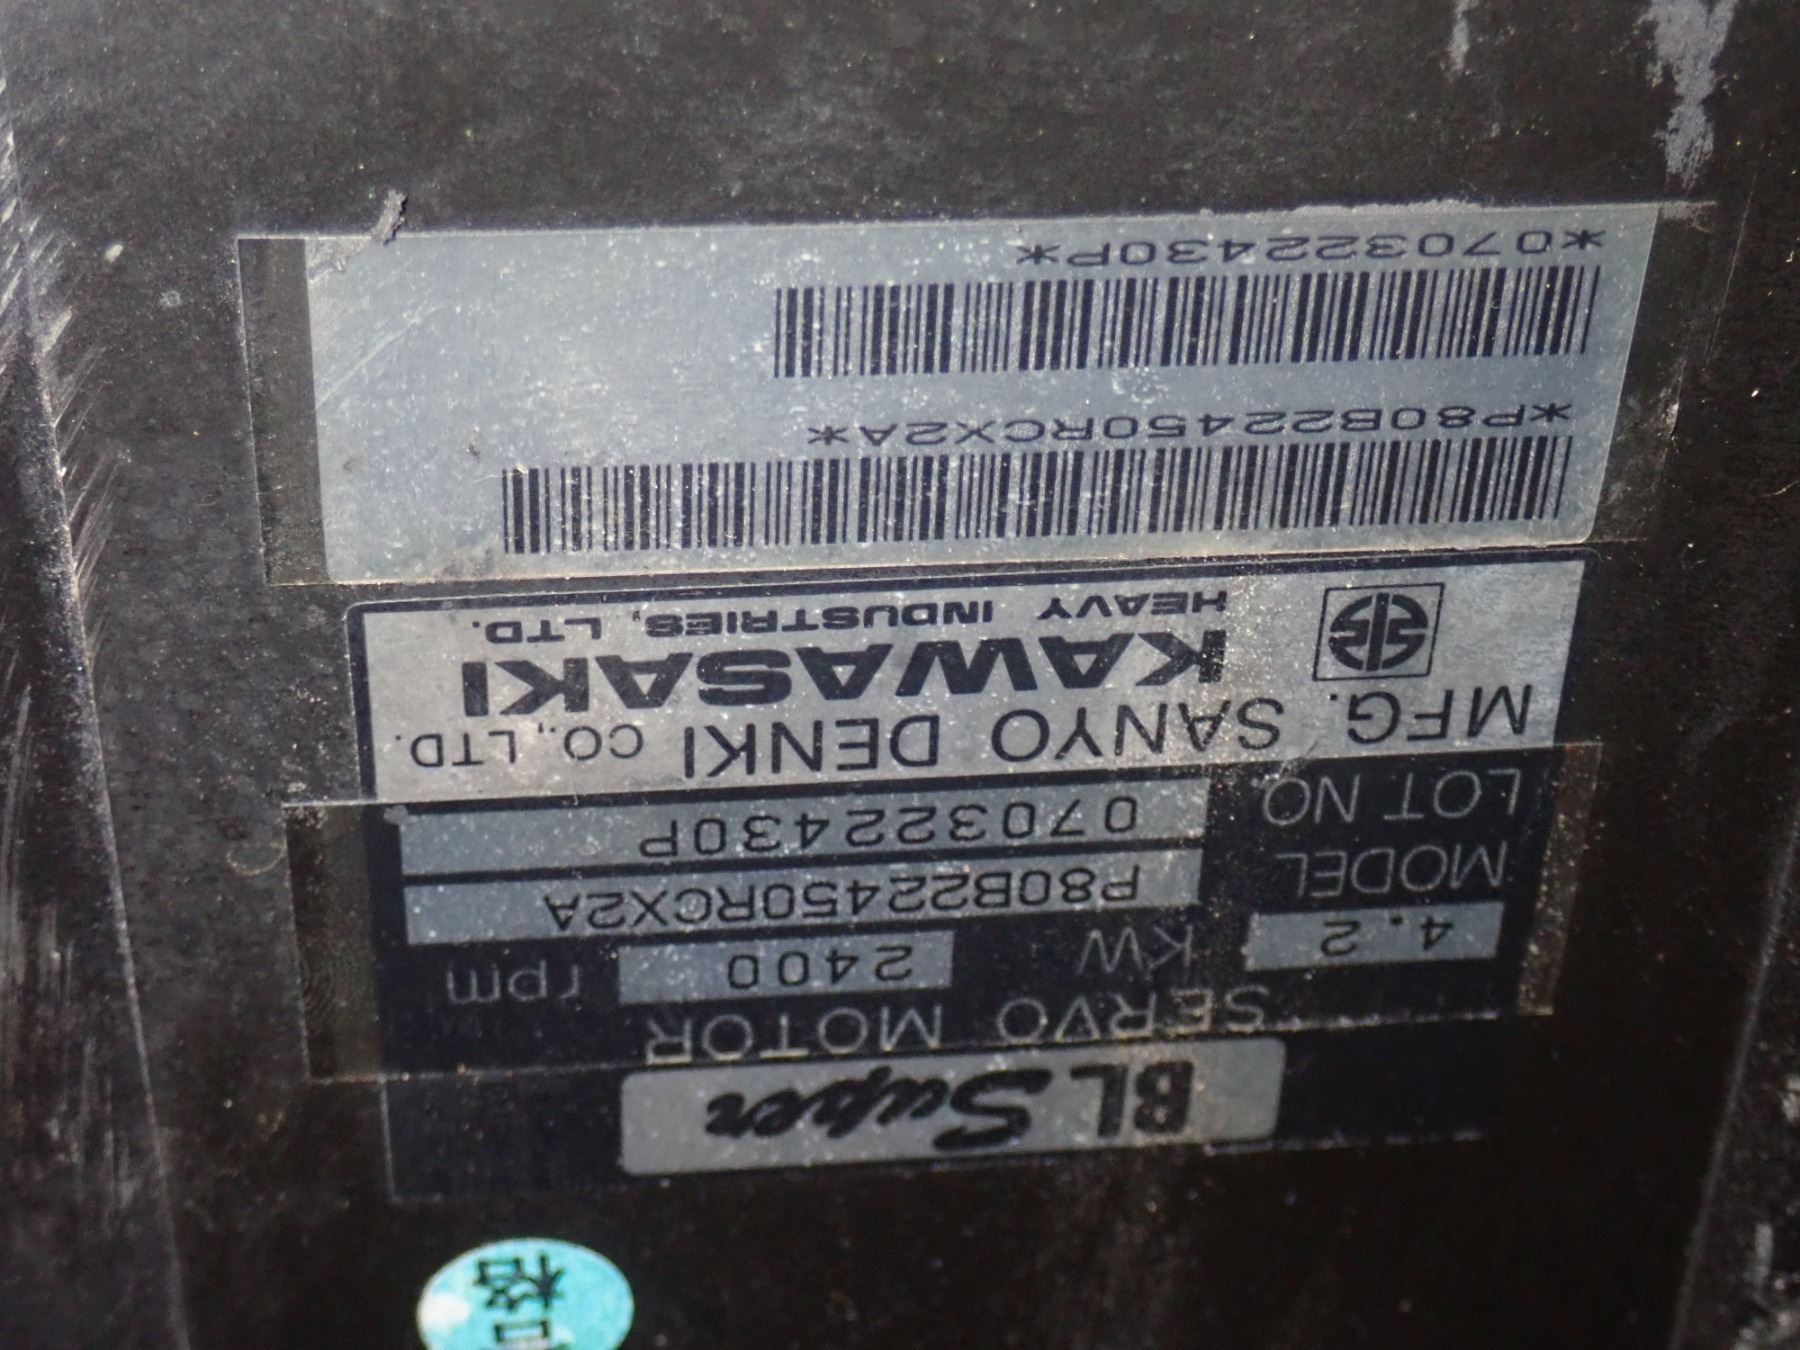 BL Super
SERVO MOTOR
4.2 KW 2400 rpm
MODEL P80B22450RCX2A
LOT NO. 070322430P
MFG. SANYO DENKI CO., LTD.
KAWASAKI
HEAVY INDUSTRIES, LTD.
*P80B22450RCX2A*
*070322430P*